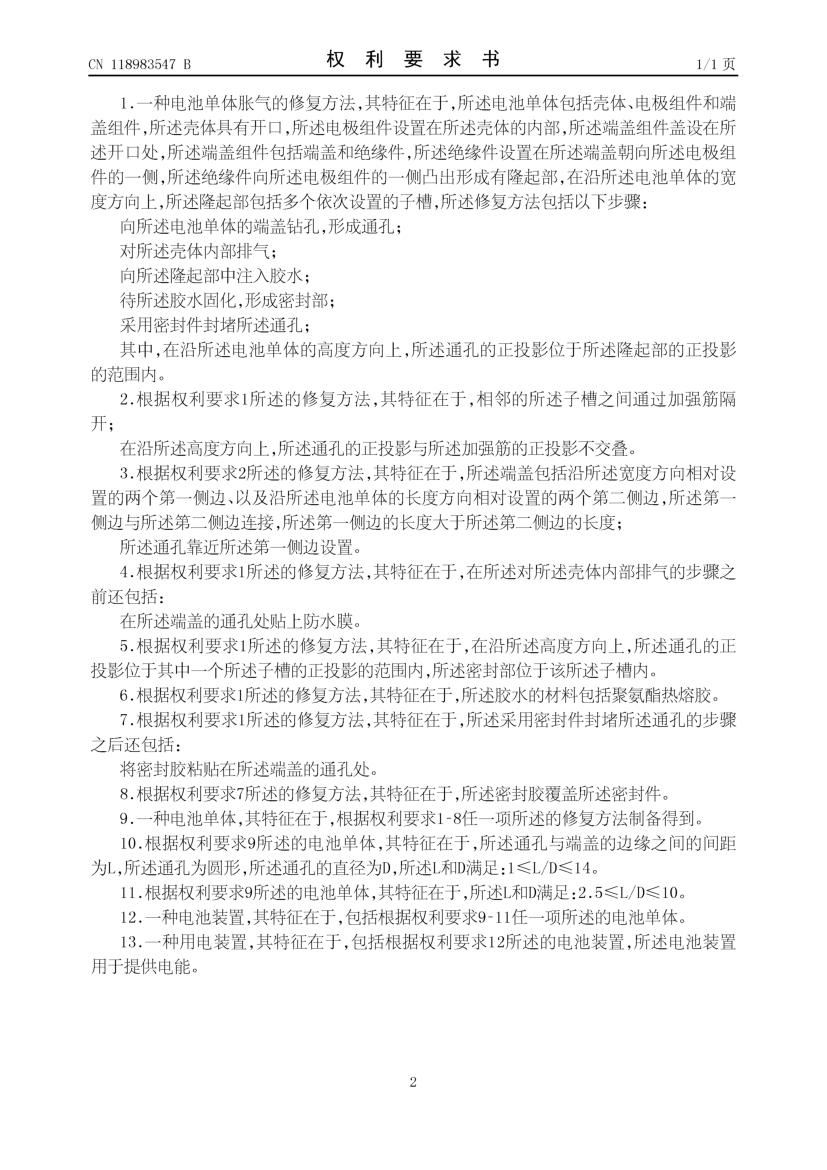 CN 118983547 B
权利要求书
1/1 页
1.一种电池单体胀气的修复方法,其特征在于,所述电池单体包括壳体、电极组件和端
盖组件,所述壳体具有开口,所述电极组件设置在所述壳体的内部,所述端盖组件盖设在所
述开口处,所述端盖组件包括端盖和绝缘件,所述绝缘件设置在所述端盖朝向所述电极组
件的一侧,所述绝缘件向所述电极组件的一侧凸出形成有隆起部,在沿所述电池单体的宽
度方向上,所述隆起部包括多个依次设置的子槽,所述修复方法包括以下步骤:
向所述电池单体的端盖钻孔,形成通孔;
对所述壳体内部排气;
向所述隆起部中注入胶水;
待所述胶水固化,形成密封部;
采用密封件封堵所述通孔;
其中,在沿所述电池单体的高度方向上,所述通孔的正投影位于所述隆起部的正投影
的范围内。
2.根据权利要求1所述的修复方法,其特征在于,相邻的所述子槽之间通过加强筋隔
开;
在沿所述高度方向上,所述通孔的正投影与所述加强筋的正投影不交叠。
3.根据权利要求2所述的修复方法,其特征在于,所述端盖包括沿所述宽度方向相对设
置的两个第一侧边、以及沿所述电池单体的长度方向相对设置的两个第二侧边,所述第一
侧边与所述第二侧边连接,所述第一侧边的长度大于所述第二侧边的长度;
所述通孔靠近所述第一侧边设置。
4.根据权利要求1所述的修复方法,其特征在于,在所述对所述壳体内部排气的步骤之
前还包括:
在所述端盖的通孔处贴上防水膜。
5.根据权利要求1所述的修复方法,其特征在于,在沿所述高度方向上,所述通孔的正
投影位于其中一个所述子槽的正投影的范围内,所述密封部位于该所述子槽内。
6.根据权利要求1所述的修复方法,其特征在于,所述胶水的材料包括聚氨酯热熔胶。
7.根据权利要求1所述的修复方法,其特征在于,所述采用密封件封堵所述通孔的步骤
之后还包括:
将密封胶粘贴在所述端盖的通孔处。
8.根据权利要求7所述的修复方法,其特征在于,所述密封胶覆盖所述密封件。
9.一种电池单体,其特征在于,根据权利要求1-8任一项所述的修复方法制备得到。
10.根据权利要求9所述的电池单体,其特征在于,所述通孔与端盖的边缘之间的间距
为L,所述通孔为圆形,所述通孔的直径为D,所述L和D满足:1≤L/D≤14。
11.根据权利要求9所述的电池单体,其特征在于,所述L和D满足:2.5≤L/D≤10。
12.一种电池装置,其特征在于,包括根据权利要求9-11任一项所述的电池单体。
13.一种用电装置,其特征在于,包括根据权利要求12所述的电池装置,所述电池装置
用于提供电能。
2